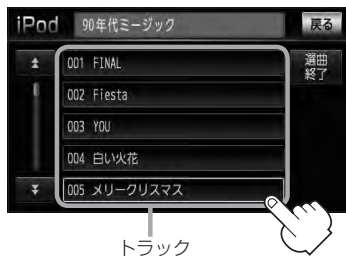 iPod 90年代ミージック 戻る
001 FINAL 選曲
終了
002 Fiesta
003 YOU
004 白い火花
005 メリークリスマス
トラック